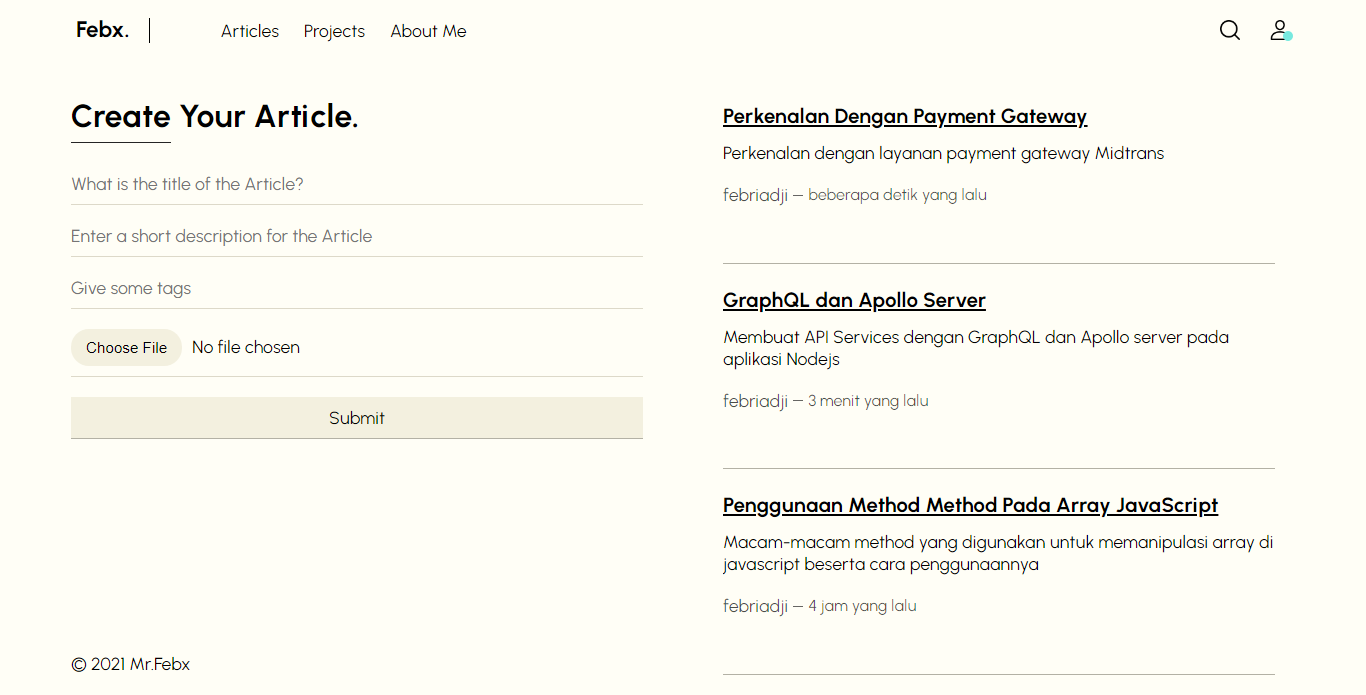 Febx.
Articles Projects About Me
Create Your Article.
What is the title of the Article?
Enter a short description for the Article
Give some tags
Choose File No file chosen
Submit
Perkenalan Dengan Payment Gateway
Perkenalan dengan layanan payment gateway Midtrans
febriadji — beberapa detik yang lalu
GraphQL dan Apollo Server
Membuat API Services dengan GraphQL dan Apollo server pada
aplikasi Nodejs
febriadji — 3 menit yang lalu
Penggunaan Method Method Pada Array JavaScript
Macam-macam method yang digunakan untuk memanipulasi array di
javascript beserta cara penggunaannya
febriadji — 4 jam yang lalu
© 2021 Mr.Febx